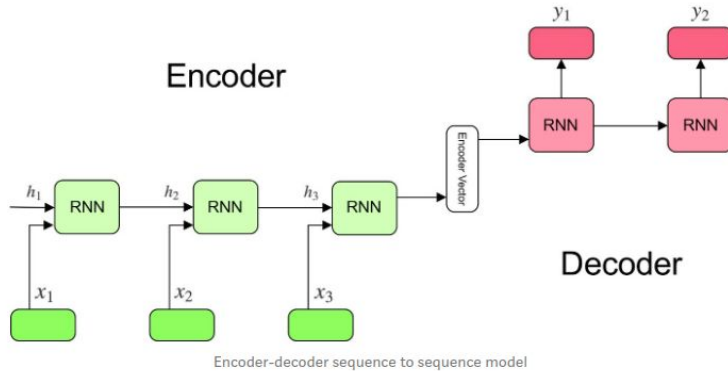 y1
y2
Encoder
RNN
RNN
Encoder Vector
h1
RNN
h2
RNN
h3
RNN
Decoder
x1
x2
x3
Encoder-decoder sequence to sequence model